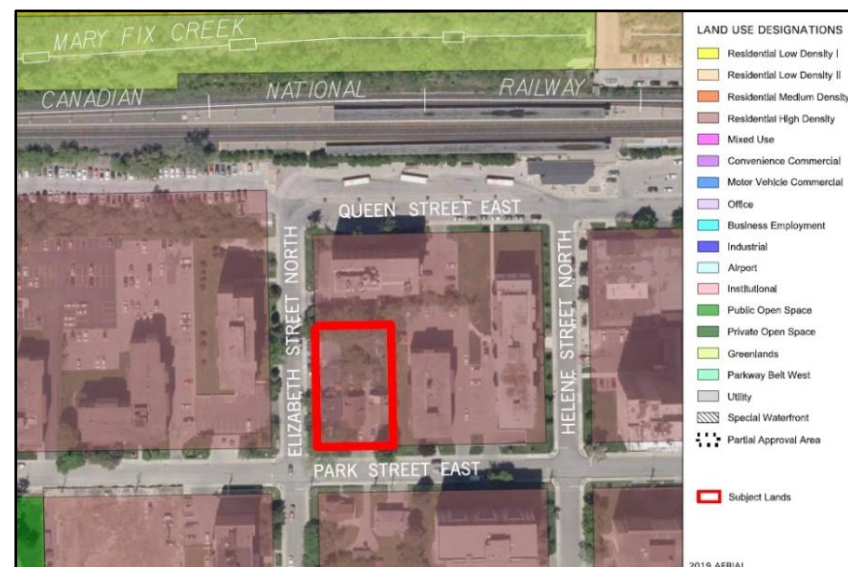 MARY FIX CREEK
CANADIAN NATIONAL RAILWAY
QUEEN STREET EAST
ELIZABETH STREET NORTH
HELENE STREET NORTH
PARK STREET EAST
LAND USE DESIGNATIONS
Residential Low Density I
Residential Low Density II
Residential Medium Density
Residential High Density
Mixed Use
Convenience Commercial
Motor Vehicle Commercial
Office
Business Employment
Industrial
Airport
Institutional
Public Open Space
Private Open Space
Greenlands
Parkway Belt West
Utility
Special Waterfront
Partial Approval Area
Subject Lands
2019 AERIAL